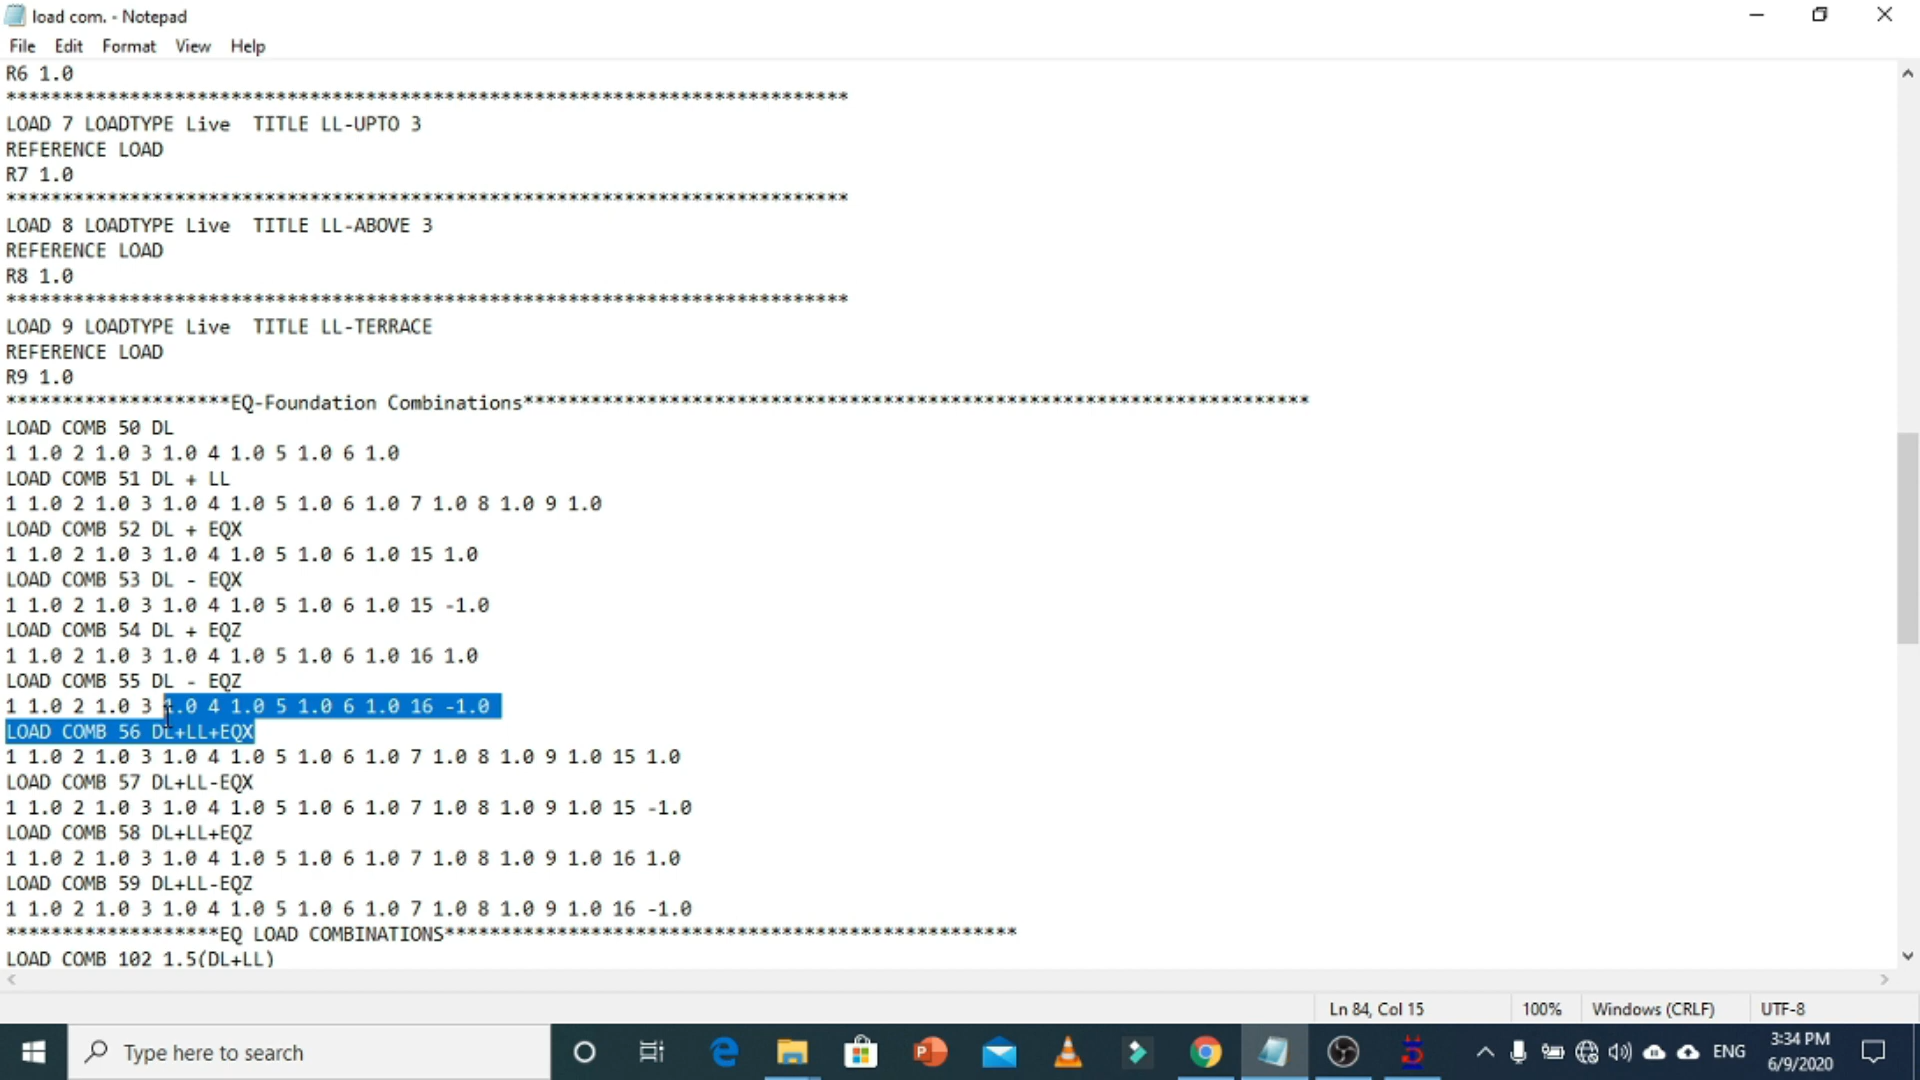 load com. - Notepad
File Edit Format View Help
R6 1.0
***************************************************************************
LOAD 7 LOADTYPE Live  TITLE LL-UPTO 3
REFERENCE LOAD
R7 1.0
***************************************************************************
LOAD 8 LOADTYPE Live  TITLE LL-ABOVE 3
REFERENCE LOAD
R8 1.0
***************************************************************************
LOAD 9 LOADTYPE Live  TITLE LL-TERRACE
REFERENCE LOAD
R9 1.0
********************EQ-Foundation Combinations**********************************************************************
LOAD COMB 50 DL
1 1.0 2 1.0 3 1.0 4 1.0 5 1.0 6 1.0
LOAD COMB 51 DL + LL
1 1.0 2 1.0 3 1.0 4 1.0 5 1.0 6 1.0 7 1.0 8 1.0 9 1.0
LOAD COMB 52 DL + EQX
1 1.0 2 1.0 3 1.0 4 1.0 5 1.0 6 1.0 15 1.0
LOAD COMB 53 DL - EQX
1 1.0 2 1.0 3 1.0 4 1.0 5 1.0 6 1.0 15 -1.0
LOAD COMB 54 DL + EQZ
1 1.0 2 1.0 3 1.0 4 1.0 5 1.0 6 1.0 16 1.0
LOAD COMB 55 DL - EQZ
1 1.0 2 1.0 3 1.0 4 1.0 5 1.0 6 1.0 16 -1.0
LOAD COMB 56 DL+LL+EQX
1 1.0 2 1.0 3 1.0 4 1.0 5 1.0 6 1.0 7 1.0 8 1.0 9 1.0 15 1.0
LOAD COMB 57 DL+LL-EQX
1 1.0 2 1.0 3 1.0 4 1.0 5 1.0 6 1.0 7 1.0 8 1.0 9 1.0 15 -1.0
LOAD COMB 58 DL+LL+EQZ
1 1.0 2 1.0 3 1.0 4 1.0 5 1.0 6 1.0 7 1.0 8 1.0 9 1.0 16 1.0
LOAD COMB 59 DL+LL-EQZ
1 1.0 2 1.0 3 1.0 4 1.0 5 1.0 6 1.0 7 1.0 8 1.0 9 1.0 16 -1.0
*******************EQ LOAD COMBINATIONS***************************************************
LOAD COMB 102 1.5(DL+LL)
Ln 84, Col 15 100% Windows (CRLF) UTF-8
Type here to search ENG 3:34 PM
6/9/2020